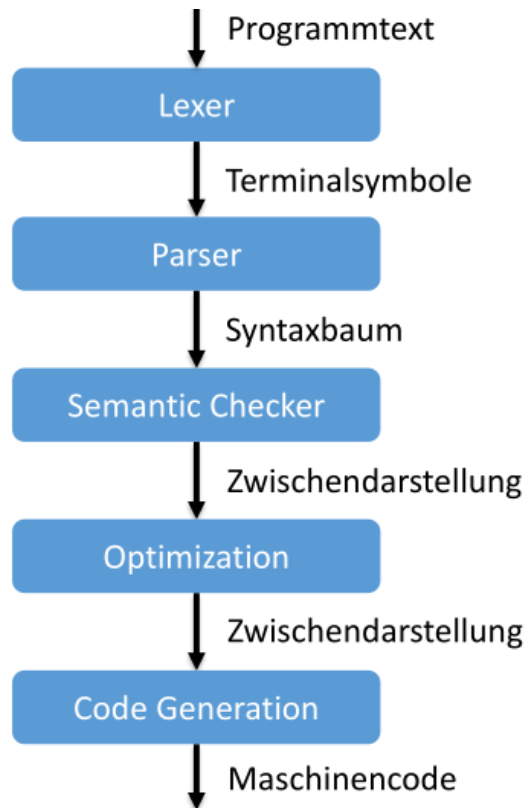 Programmtext
Lexer
Terminalsymbole
Parser
Syntaxbaum
Semantic Checker
Zwischendarstellung
Optimization
Zwischendarstellung
Code Generation
Maschinencode